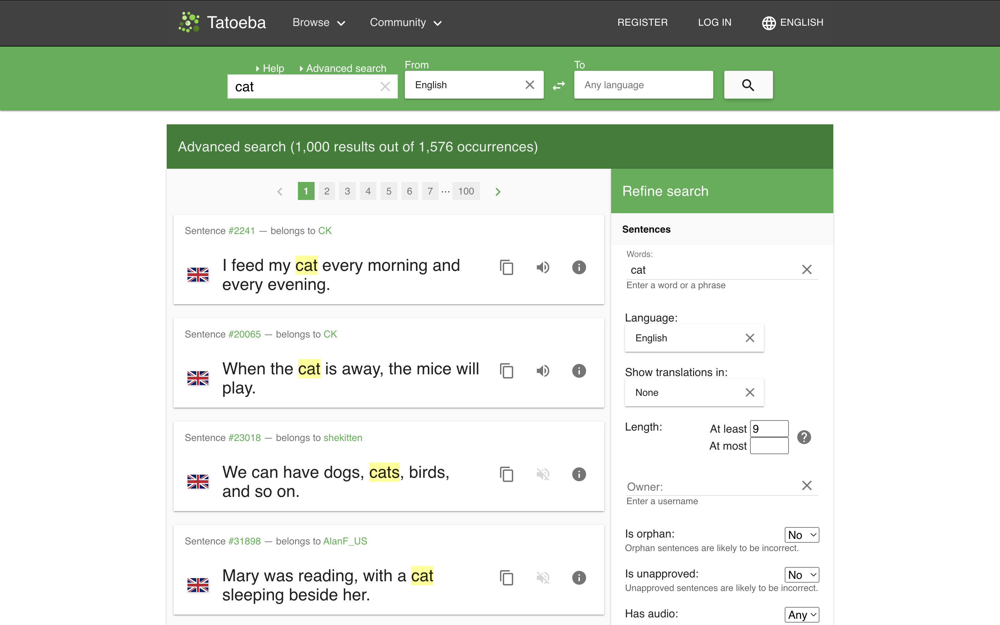 Tatoeba
Browse
Community
REGISTER
LOG IN
ENGLISH
Help
Advanced search
cat
From
English
To
Any language
Advanced search (1,000 results out of 1,576 occurrences)
1 2 3 4 5 6 7 ... 100
Sentence #2241 — belongs to CK
I feed my cat every morning and
every evening.
Sentence #20065 — belongs to CK
When the cat is away, the mice will
play.
Sentence #23018 — belongs to shekitten
We can have dogs, cats, birds,
and so on.
Sentence #31898 — belongs to AlanF_US
Mary was reading, with a cat
sleeping beside her.
Refine search
Sentences
Words:
cat
Enter a word or a phrase
Language:
English
Show translations in:
None
Length:
At least 9
At most
Owner:
Enter a username
Is orphan:
No
Orphan sentences are likely to be incorrect.
Is unapproved:
No
Unapproved sentences are likely to be incorrect.
Has audio:
Any